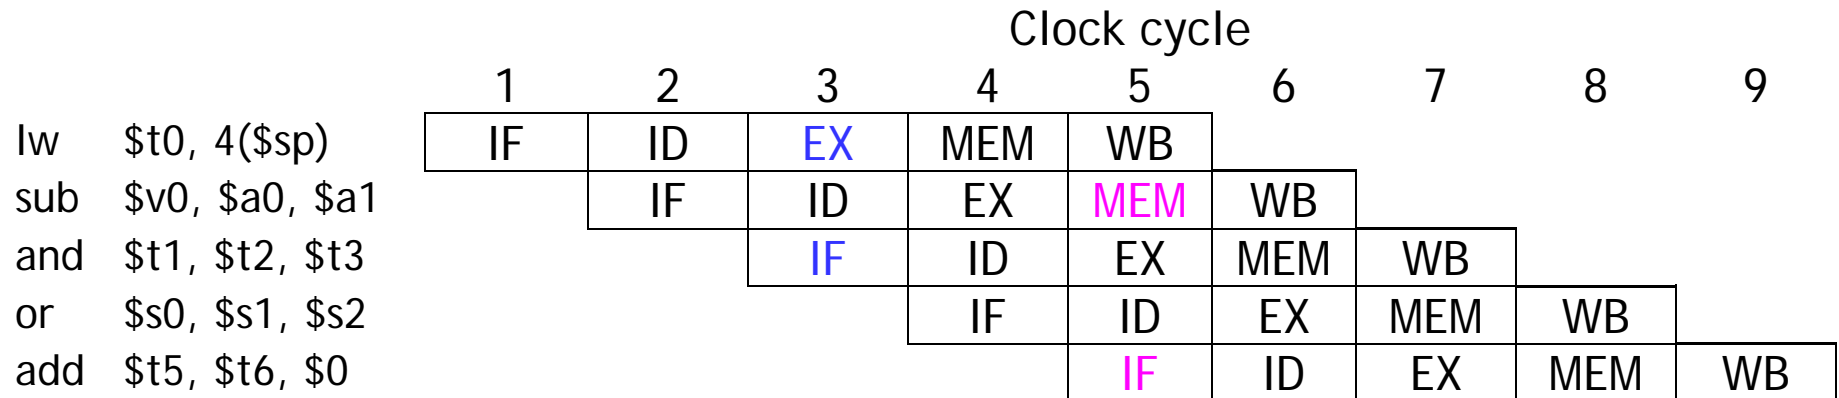 Clock cycle
1 2 3 4 5 6 7 8 9
lw $t0, 4($sp) IF ID EX MEM WB
sub $v0, $a0, $a1 IF ID EX MEM WB
and $t1, $t2, $t3 IF ID EX MEM WB
or $s0, $s1, $s2 IF ID EX MEM WB
add $t5, $t6, $0 IF ID EX MEM WB